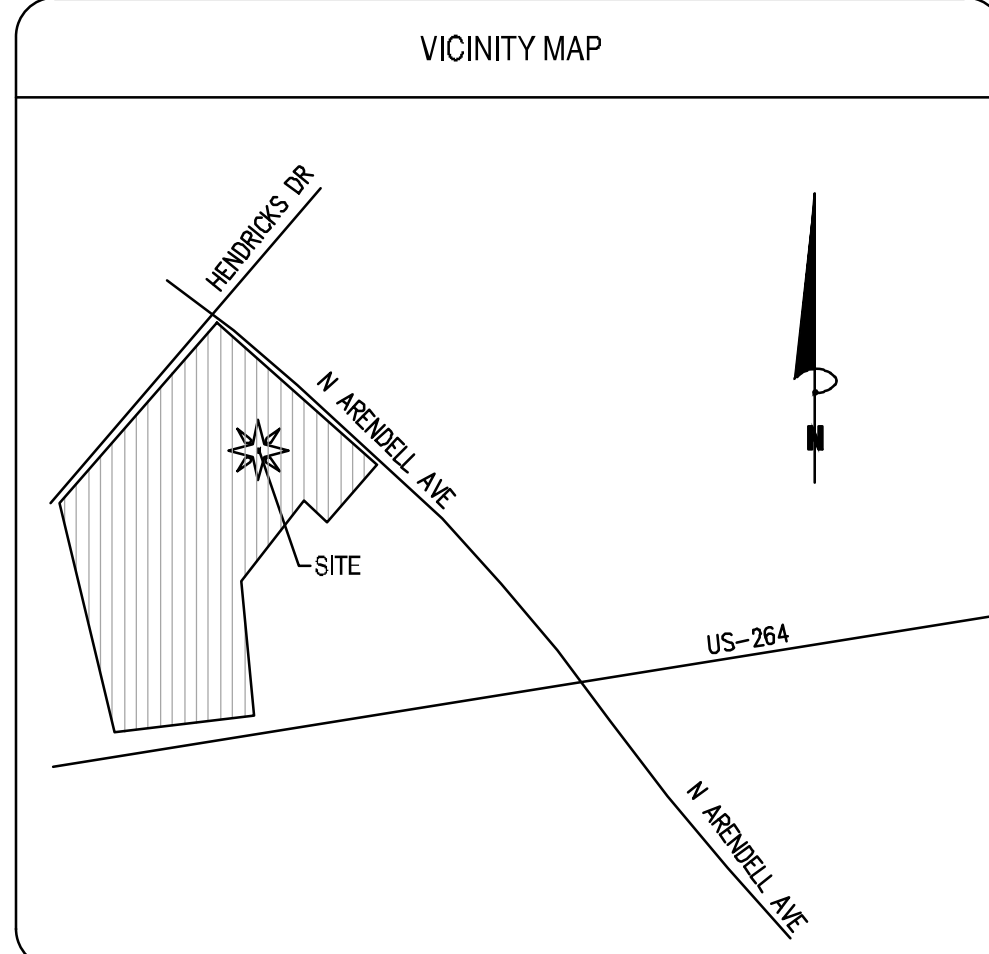 VICINITY MAP
HENDRICKS DR
N ARENDELL AVE
N
SITE
US-264
N ARENDELL AVE